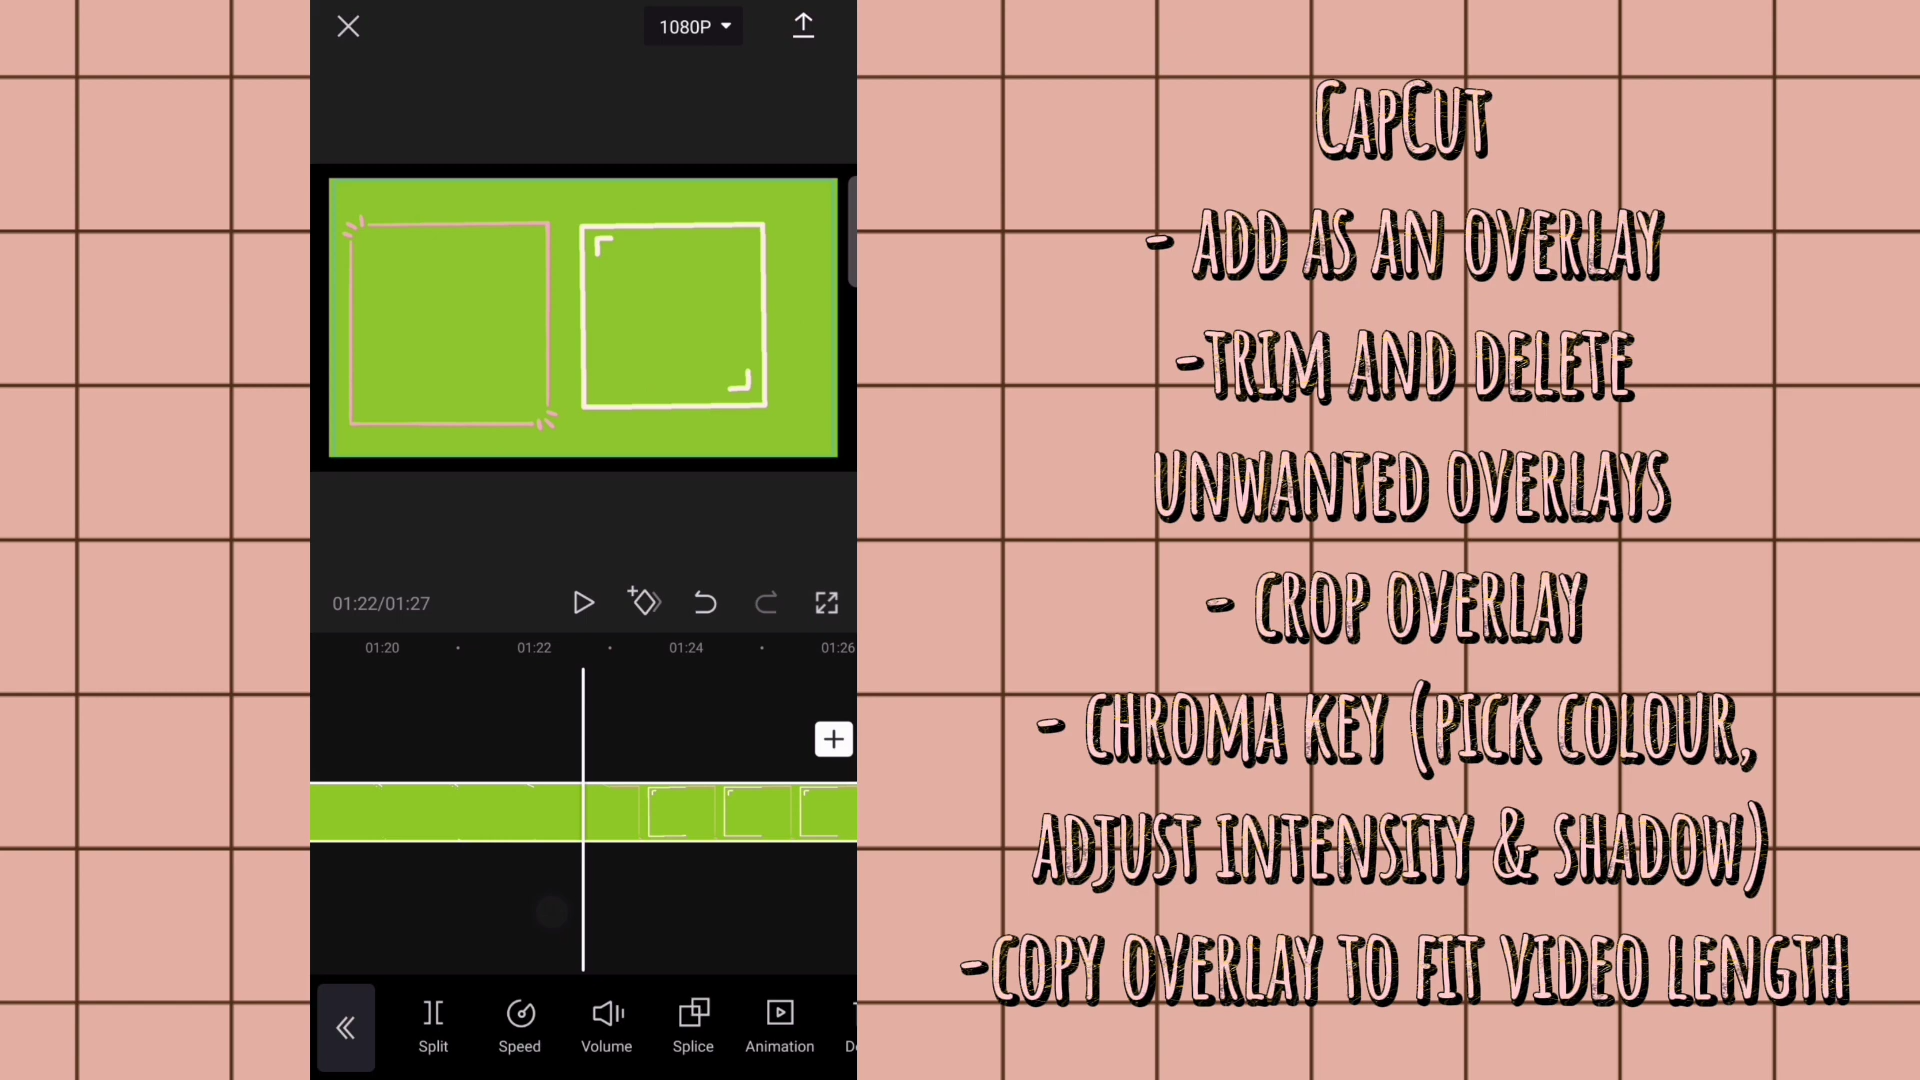 1080P
01:22/01:27
01:20 01:22 01:24 01:26
Split Speed Volume Splice Animation
CapCut
- ADD AS AN OVERLAY
-TRIM AND DELETE
UNWANTED OVERLAYS
- CROP OVERLAY
- CHROMA KEY (PICK COLOUR,
ADJUST INTENSITY & SHADOW)
-COPY OVERLAY TO FIT VIDEO LENGTH